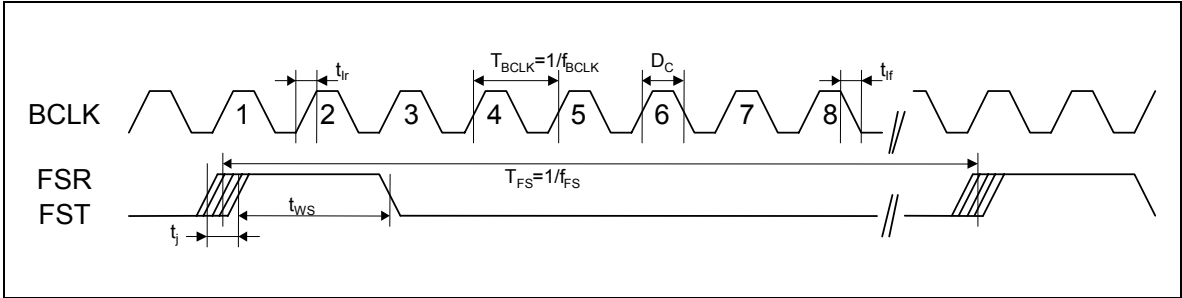 t_lr
T_BCLK=1/f_BCLK
D_C
t_lf
BCLK
1 2 3 4 5 6 7 8
FSR
T_FS=1/f_FS
FST
t_WS
t_j